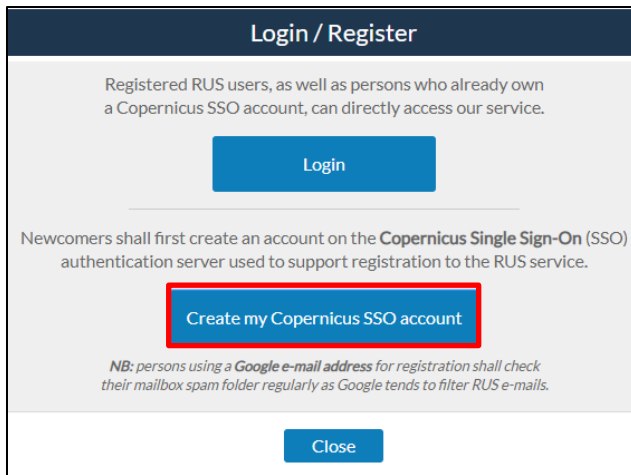 Login / Register
Registered RUS users, as well as persons who already own
a Copernicus SSO account, can directly access our service.
Login
Newcomers shall first create an account on the Copernicus Single Sign-On (SSO)
authentication server used to support registration to the RUS service.
Create my Copernicus SSO account
NB: persons using a Google e-mail address for registration shall check
their mailbox spam folder regularly as Google tends to filter RUS e-mails.
Close